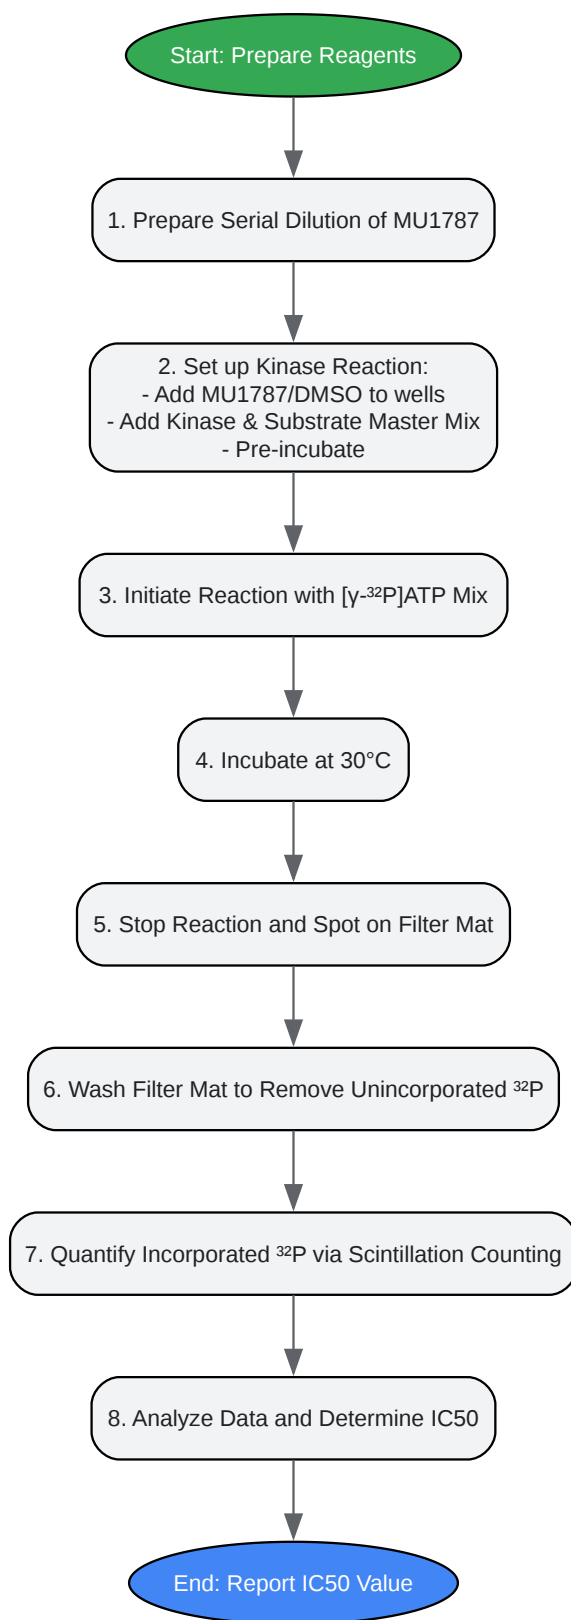 Start: Prepare Reagents
1. Prepare Serial Dilution of MU1787
2. Set up Kinase Reaction:
- Add MU1787/DMSO to wells
- Add Kinase & Substrate Master Mix
- Pre-incubate
3. Initiate Reaction with [γ-³²P]ATP Mix
4. Incubate at 30°C
5. Stop Reaction and Spot on Filter Mat
6. Wash Filter Mat to Remove Unincorporated ³²P
7. Quantify Incorporated ³²P via Scintillation Counting
8. Analyze Data and Determine IC50
End: Report IC50 Value